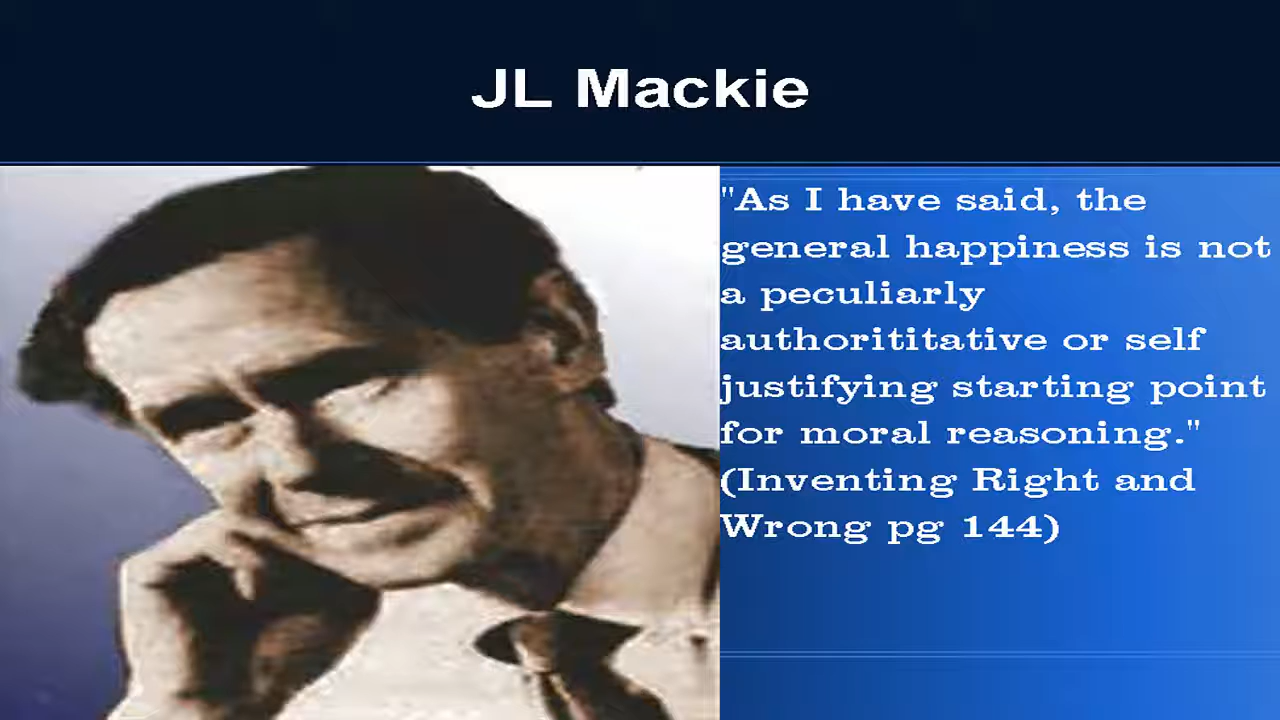 JL Mackie
"As I have said, the
general happiness is not
a peculiarly
authorititative or self
justifying starting point
for moral reasoning."
(Inventing Right and
Wrong pg 144)